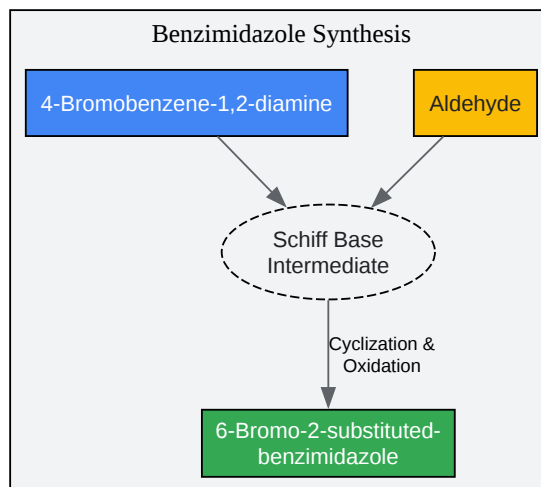 Benzimidazole Synthesis
4-Bromobenzene-1,2-diamine
Aldehyde
Schiff Base
Intermediate
Cyclization &
Oxidation
6-Bromo-2-substituted-
benzimidazole